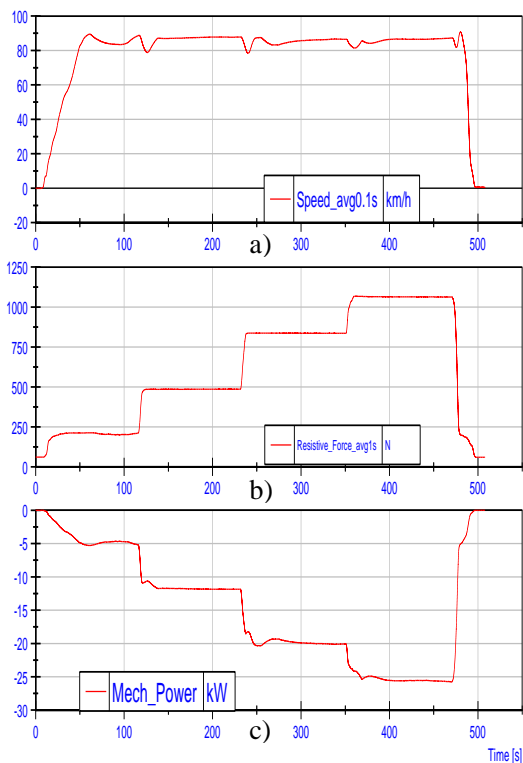 100
80
60
40
20
0
-20
0 100 200 300 400 500
Speed_avg0.1s km/h
a)
1250
1000
750
500
250
0
0 100 200 300 400 500
Resistive_Force_avg1s N
b)
0
-5
-10
-15
-20
-25
-30
0 100 200 300 400 500
Mech_Power kW
c)
Time [s]